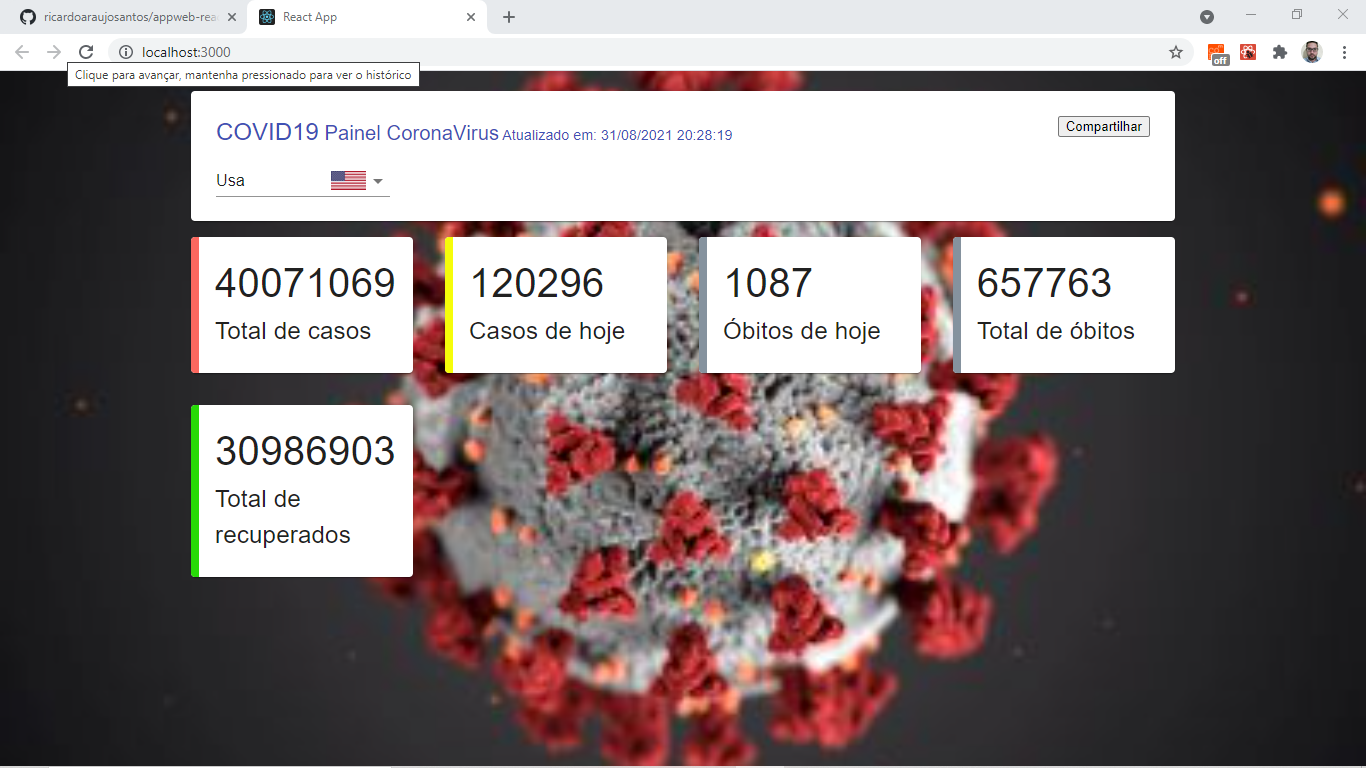 ricardoaraujosantos/appweb-rea
React App
localhost:3000
off
Clique para avançar, mantenha pressionado para ver o histórico
COVID19 Painel CoronaVirus Atualizado em: 31/08/2021 20:28:19
Compartilhar
Usa
40071069
Total de casos
120296
Casos de hoje
1087
Óbitos de hoje
657763
Total de óbitos
30986903
Total de
recuperados